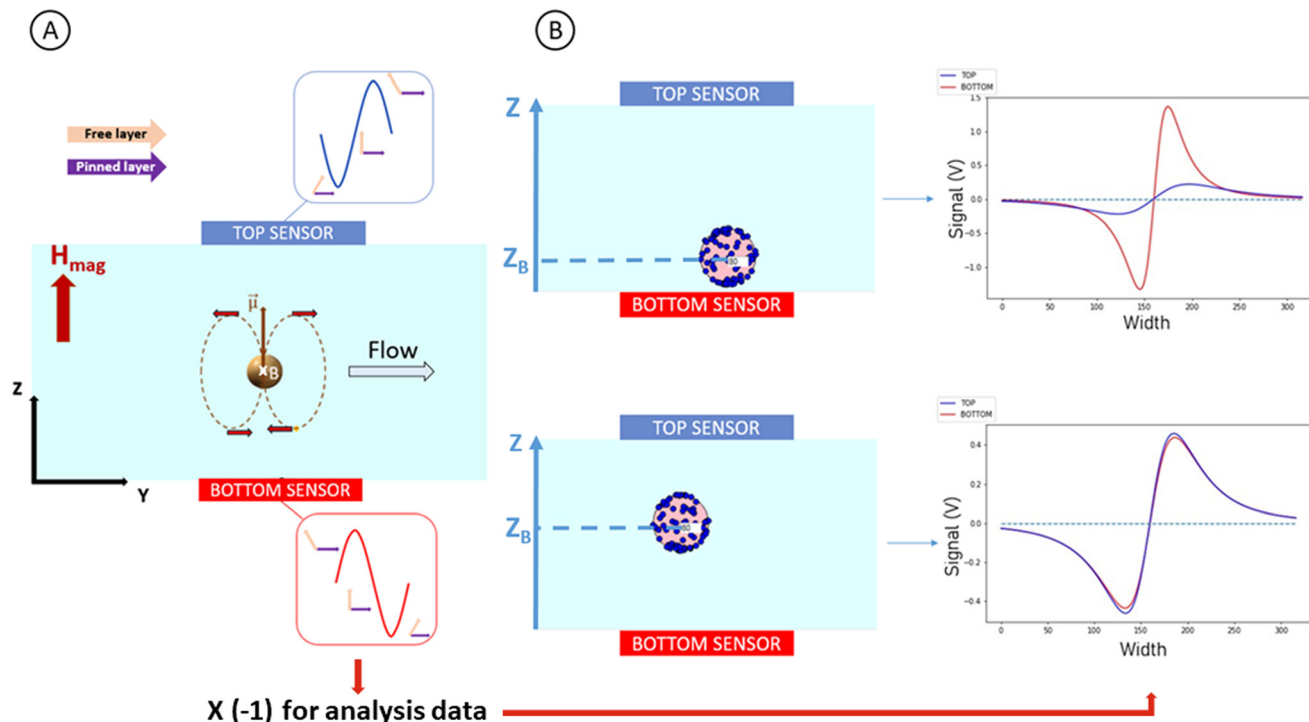 A
Free layer
Pinned layer
TOP SENSOR
H mag
μ
B
Flow
Z
Y
BOTTOM SENSOR
X (-1) for analysis data
B
Z
TOP SENSOR
Z B
80
BOTTOM SENSOR
TOP
BOTTOM
Signal (V)
1.5
1.0
0.5
0.0
−0.5
−1.0
0 50 100 150 200 250 300
Width
Z
TOP SENSOR
Z B
80
BOTTOM SENSOR
TOP
BOTTOM
Signal (V)
0.4
0.2
0.0
−0.2
−0.4
0 50 100 150 200 250 300
Width